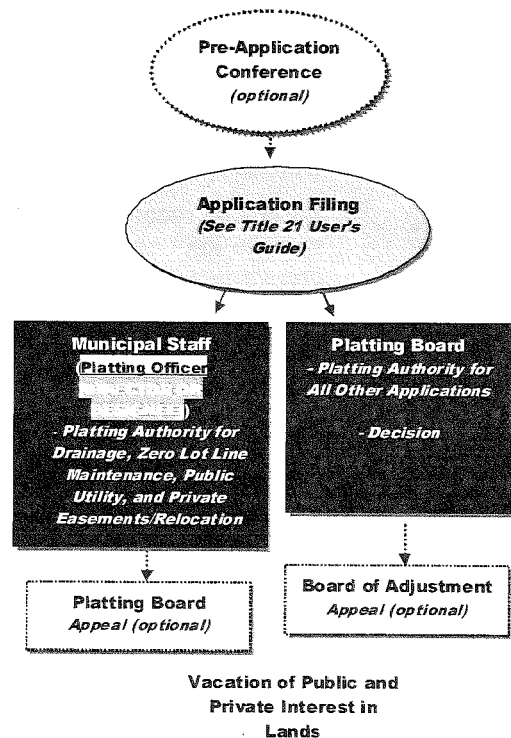 Pre-Application
Conference
(optional)
Application Filing
(See Title 21 User's
Guide)
Municipal Staff
(Platting Officer
)
- Platting Authority for
Drainage, Zero Lot Line
Maintenance, Public
Utility, and Private
Easements/Relocation
Platting Board
- Platting Authority for
All Other Applications
- Decision
Platting Board
Appeal (optional)
Board of Adjustment
Appeal (optional)
Vacation of Public and
Private Interest in
Lands